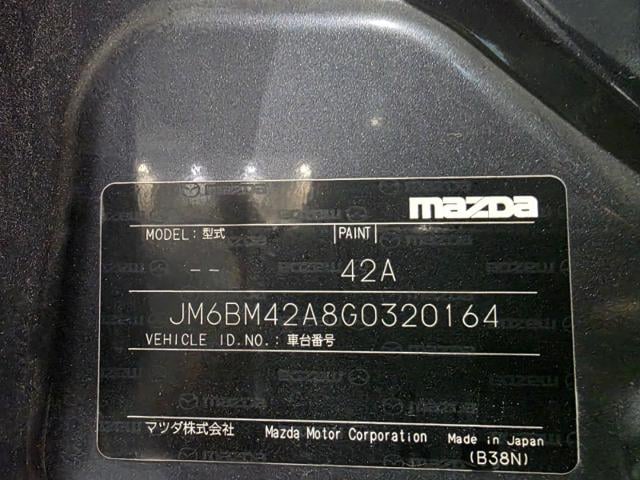 mazda
MODEL: 型式 PAINT
-- 42A
JM6BM42A8G0320164
VEHICLE ID.NO.: 車台番号
マツダ株式会社 Mazda Motor Corporation Made in Japan
(B38N)